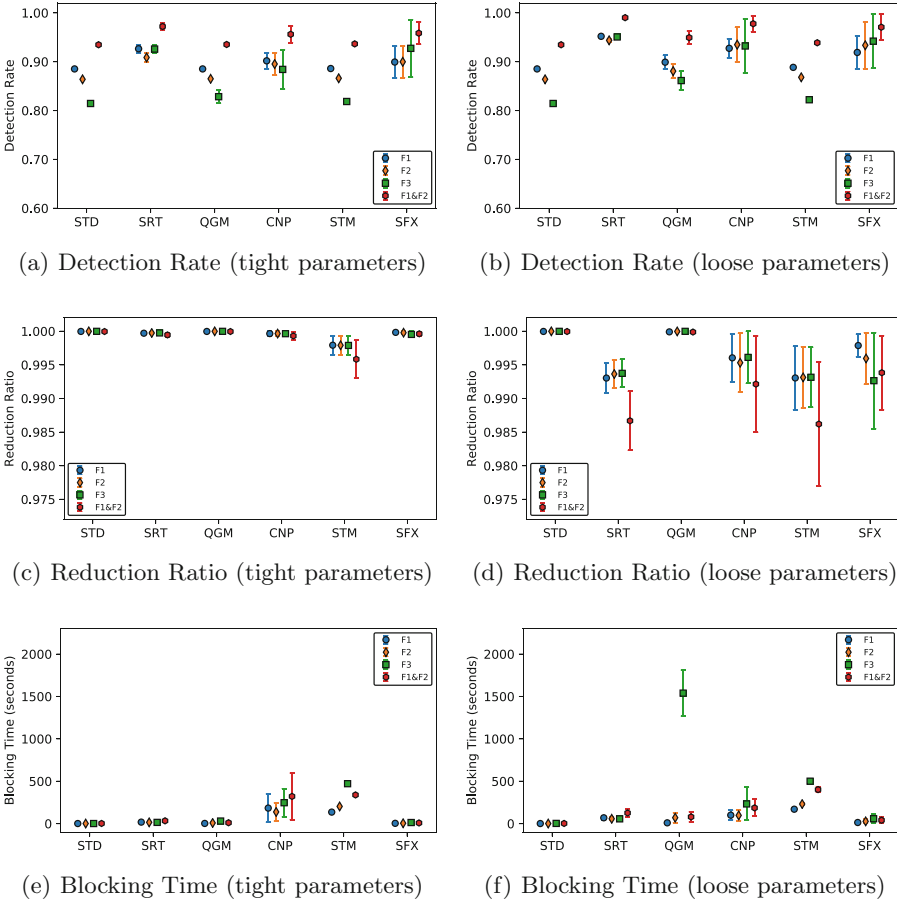 1.00
0.90
0.80
0.70
0.60
Detection Rate
F1
F2
F3
F1&F2
STD SRT QGM CNP STM SFX
(a) Detection Rate (tight parameters)
1.00
0.90
0.80
0.70
0.60
Detection Rate
F1
F2
F3
F1&F2
STD SRT QGM CNP STM SFX
(b) Detection Rate (loose parameters)
1.000
0.995
0.990
0.985
0.980
0.975
Reduction Ratio
F1
F2
F3
F1&F2
STD SRT QGM CNP STM SFX
(c) Reduction Ratio (tight parameters)
1.000
0.995
0.990
0.985
0.980
0.975
Reduction Ratio
F1
F2
F3
F1&F2
STD SRT QGM CNP STM SFX
(d) Reduction Ratio (loose parameters)
2000
1500
1000
500
0
Blocking Time (seconds)
F1
F2
F3
F1&F2
STD SRT QGM CNP STM SFX
(e) Blocking Time (tight parameters)
2000
1500
1000
500
0
Blocking Time (seconds)
F1
F2
F3
F1&F2
STD SRT QGM CNP STM SFX
(f) Blocking Time (loose parameters)